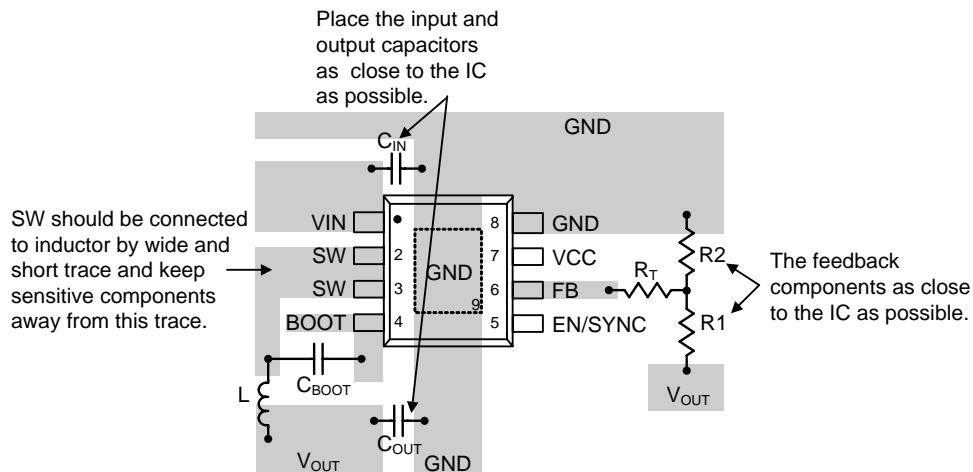 Place the input and
output capacitors
as close to the IC
as possible.
GND
CIN
SW should be connected
to inductor by wide and
short trace and keep
sensitive components
away from this trace.
VIN
SW
SW
BOOT
2
3
4
GND
9
8
7
6
5
GND
VCC
FB
EN/SYNC
RT
R2
R1
The feedback
components as close
to the IC as possible.
VOUT
L
CBOOT
COUT
VOUT
GND